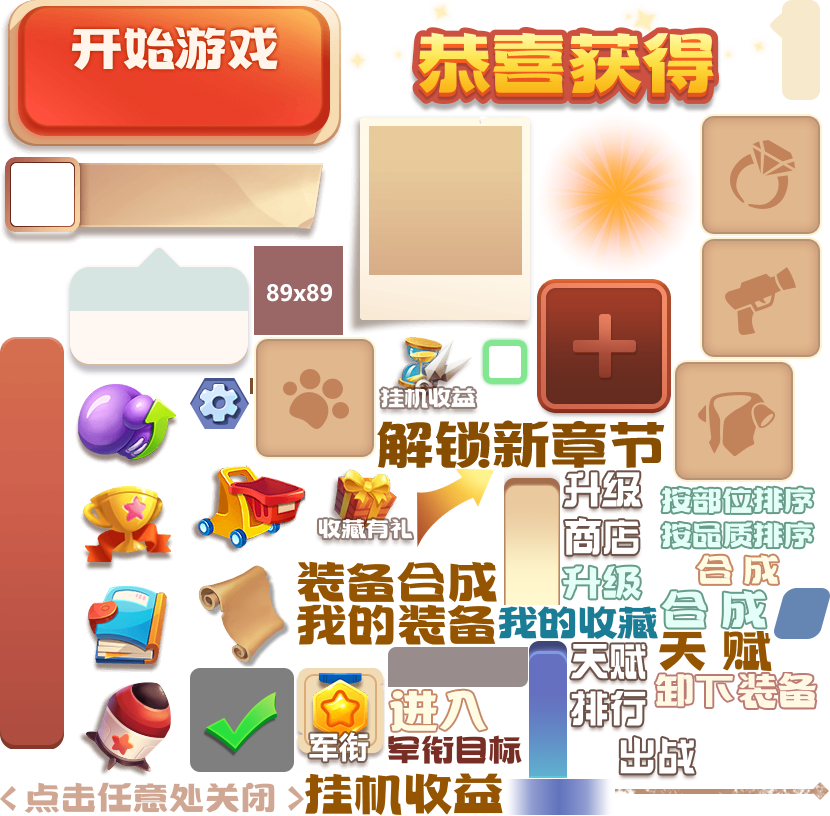 开始游戏
恭喜获得
89x89
挂机收益
解锁新章节
升级
按部位排序
收藏有礼
商店
按品质排序
合成
装备合成
升级
合成
我的装备
我的收藏
天赋
天赋
卸下装备
进入
排行
军衔
军衔目标
出战
< 点击任意处关闭 >
挂机收益